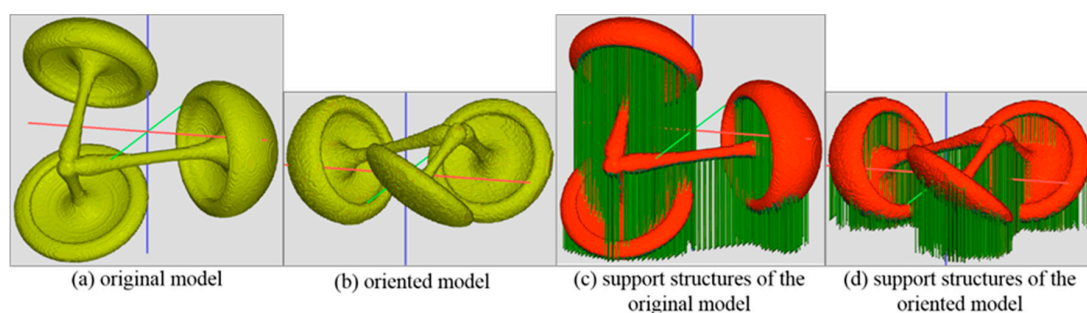 (a) original model
(b) oriented model
(c) support structures of the
original model
(d) support structures of the
oriented model